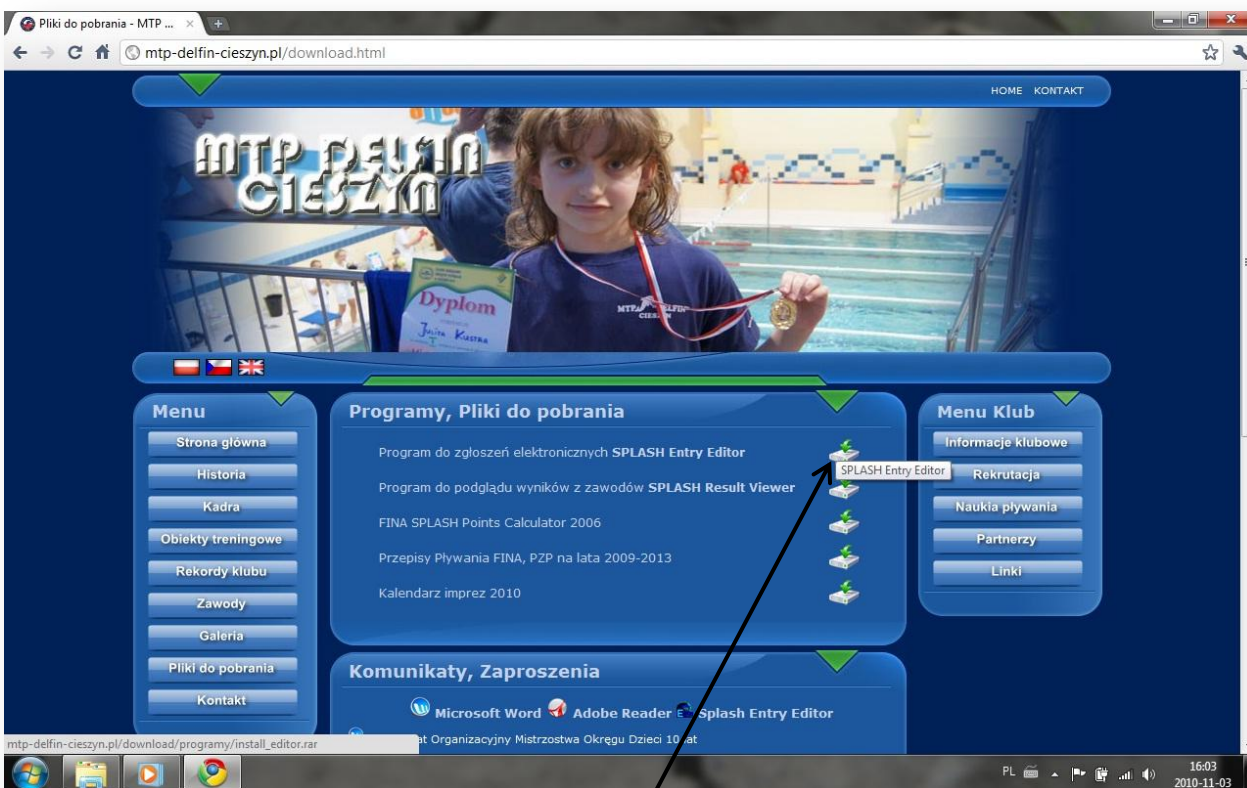 Pliki do pobrania - MTP ...
mtp-delfin-cieszyn.pl/download.html
HOME KONTAKT
MTP DELFIN
CIESZYN
Dyplom
Julita Kustra
MTP DELFIN
CIESZYN
Menu
Strona główna
Historia
Kadra
Obiekty treningowe
Rekordy klubu
Zawody
Galeria
Pliki do pobrania
Kontakt
Programy, Pliki do pobrania
Program do zgłoszeń elektronicznych SPLASH Entry Editor
SPLASH Entry Editor
Program do podglądu wyników z zawodów SPLASH Result Viewer
FINA SPLASH Points Calculator 2006
Przepisy Pływania FINA, PZP na lata 2009-2013
Kalendarz imprez 2010
Menu Klub
Informacje klubowe
Rekrutacja
Naukia pływania
Partnerzy
Linki
Komunikaty, Zaproszenia
Microsoft Word Adobe Reader Splash Entry Editor
at Organizacyjny Mistrzostwa Okręgu Dzieci 10 lat
mtp-delfin-cieszyn.pl/download/programy/install_editor.rar
PL
16:03
2010-11-03